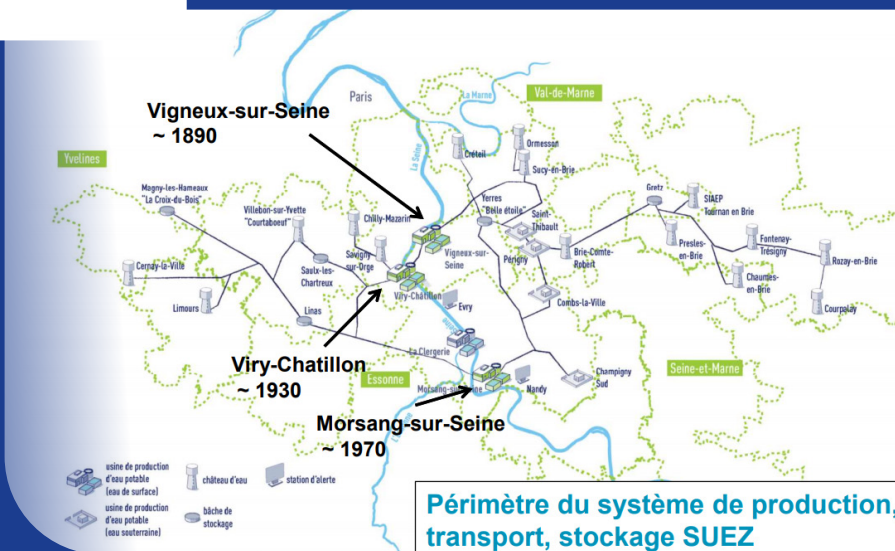 Paris
La Marne
Val-de-Marne
Vigneux-sur-Seine
~ 1890
La Seine
Créteil
Ormesson
Sucy-en-Brie
Yvelines
Magny-les-Hameaux
"La Croix-du-Bois"
Villebon-sur-Yvette
"Courtaboeuf"
Chilly-Mazarin
Yerres
"Belle étoile"
Saint-
Thibault
Gretz
SIAEP
Tournan en Brie
Savigny
sur-Orge
Vigneux-sur-
Seine
Périgny
Brie-Comte-
Robert
Presles-
en-Brie
Fontenay-
Trésigny
Rozay-en-Brie
Cernay-la-Ville
Saulx-les-
Chartreux
Viry-Châtillon
Evry
Combs-la-Ville
Chaumes-
en-Brie
Limours
Linas
Courpalay
La Clergerie
Viry-Chatillon
~ 1930
Essonne
Morsang-sur-Seine
Nandy
Champigny
Sud
Seine-et-Marne
Morsang-sur-Seine
~ 1970
usine de production
d'eau potable
(eau de surface)
château d'eau
station d'alerte
usine de production
d'eau potable
(eau souterraine)
bâche de
stockage
Périmètre du système de production,
transport, stockage SUEZ